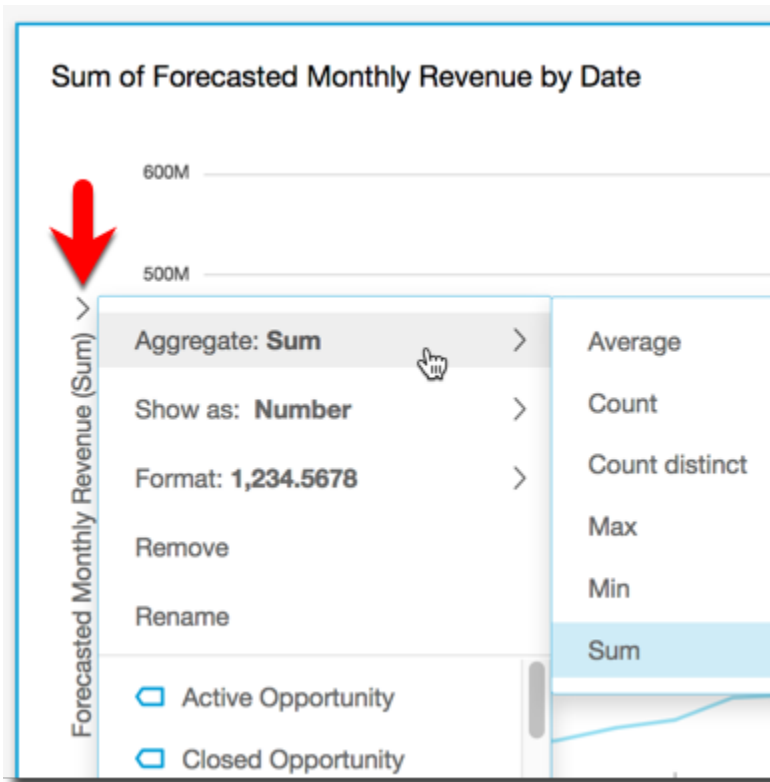 Sum of Forecasted Monthly Revenue by Date
600M
500M
Forecasted Monthly Revenue (Sum)
Aggregate: Sum
Show as: Number
Format: 1,234.5678
Remove
Rename
Active Opportunity
Closed Opportunity
Average
Count
Count distinct
Max
Min
Sum